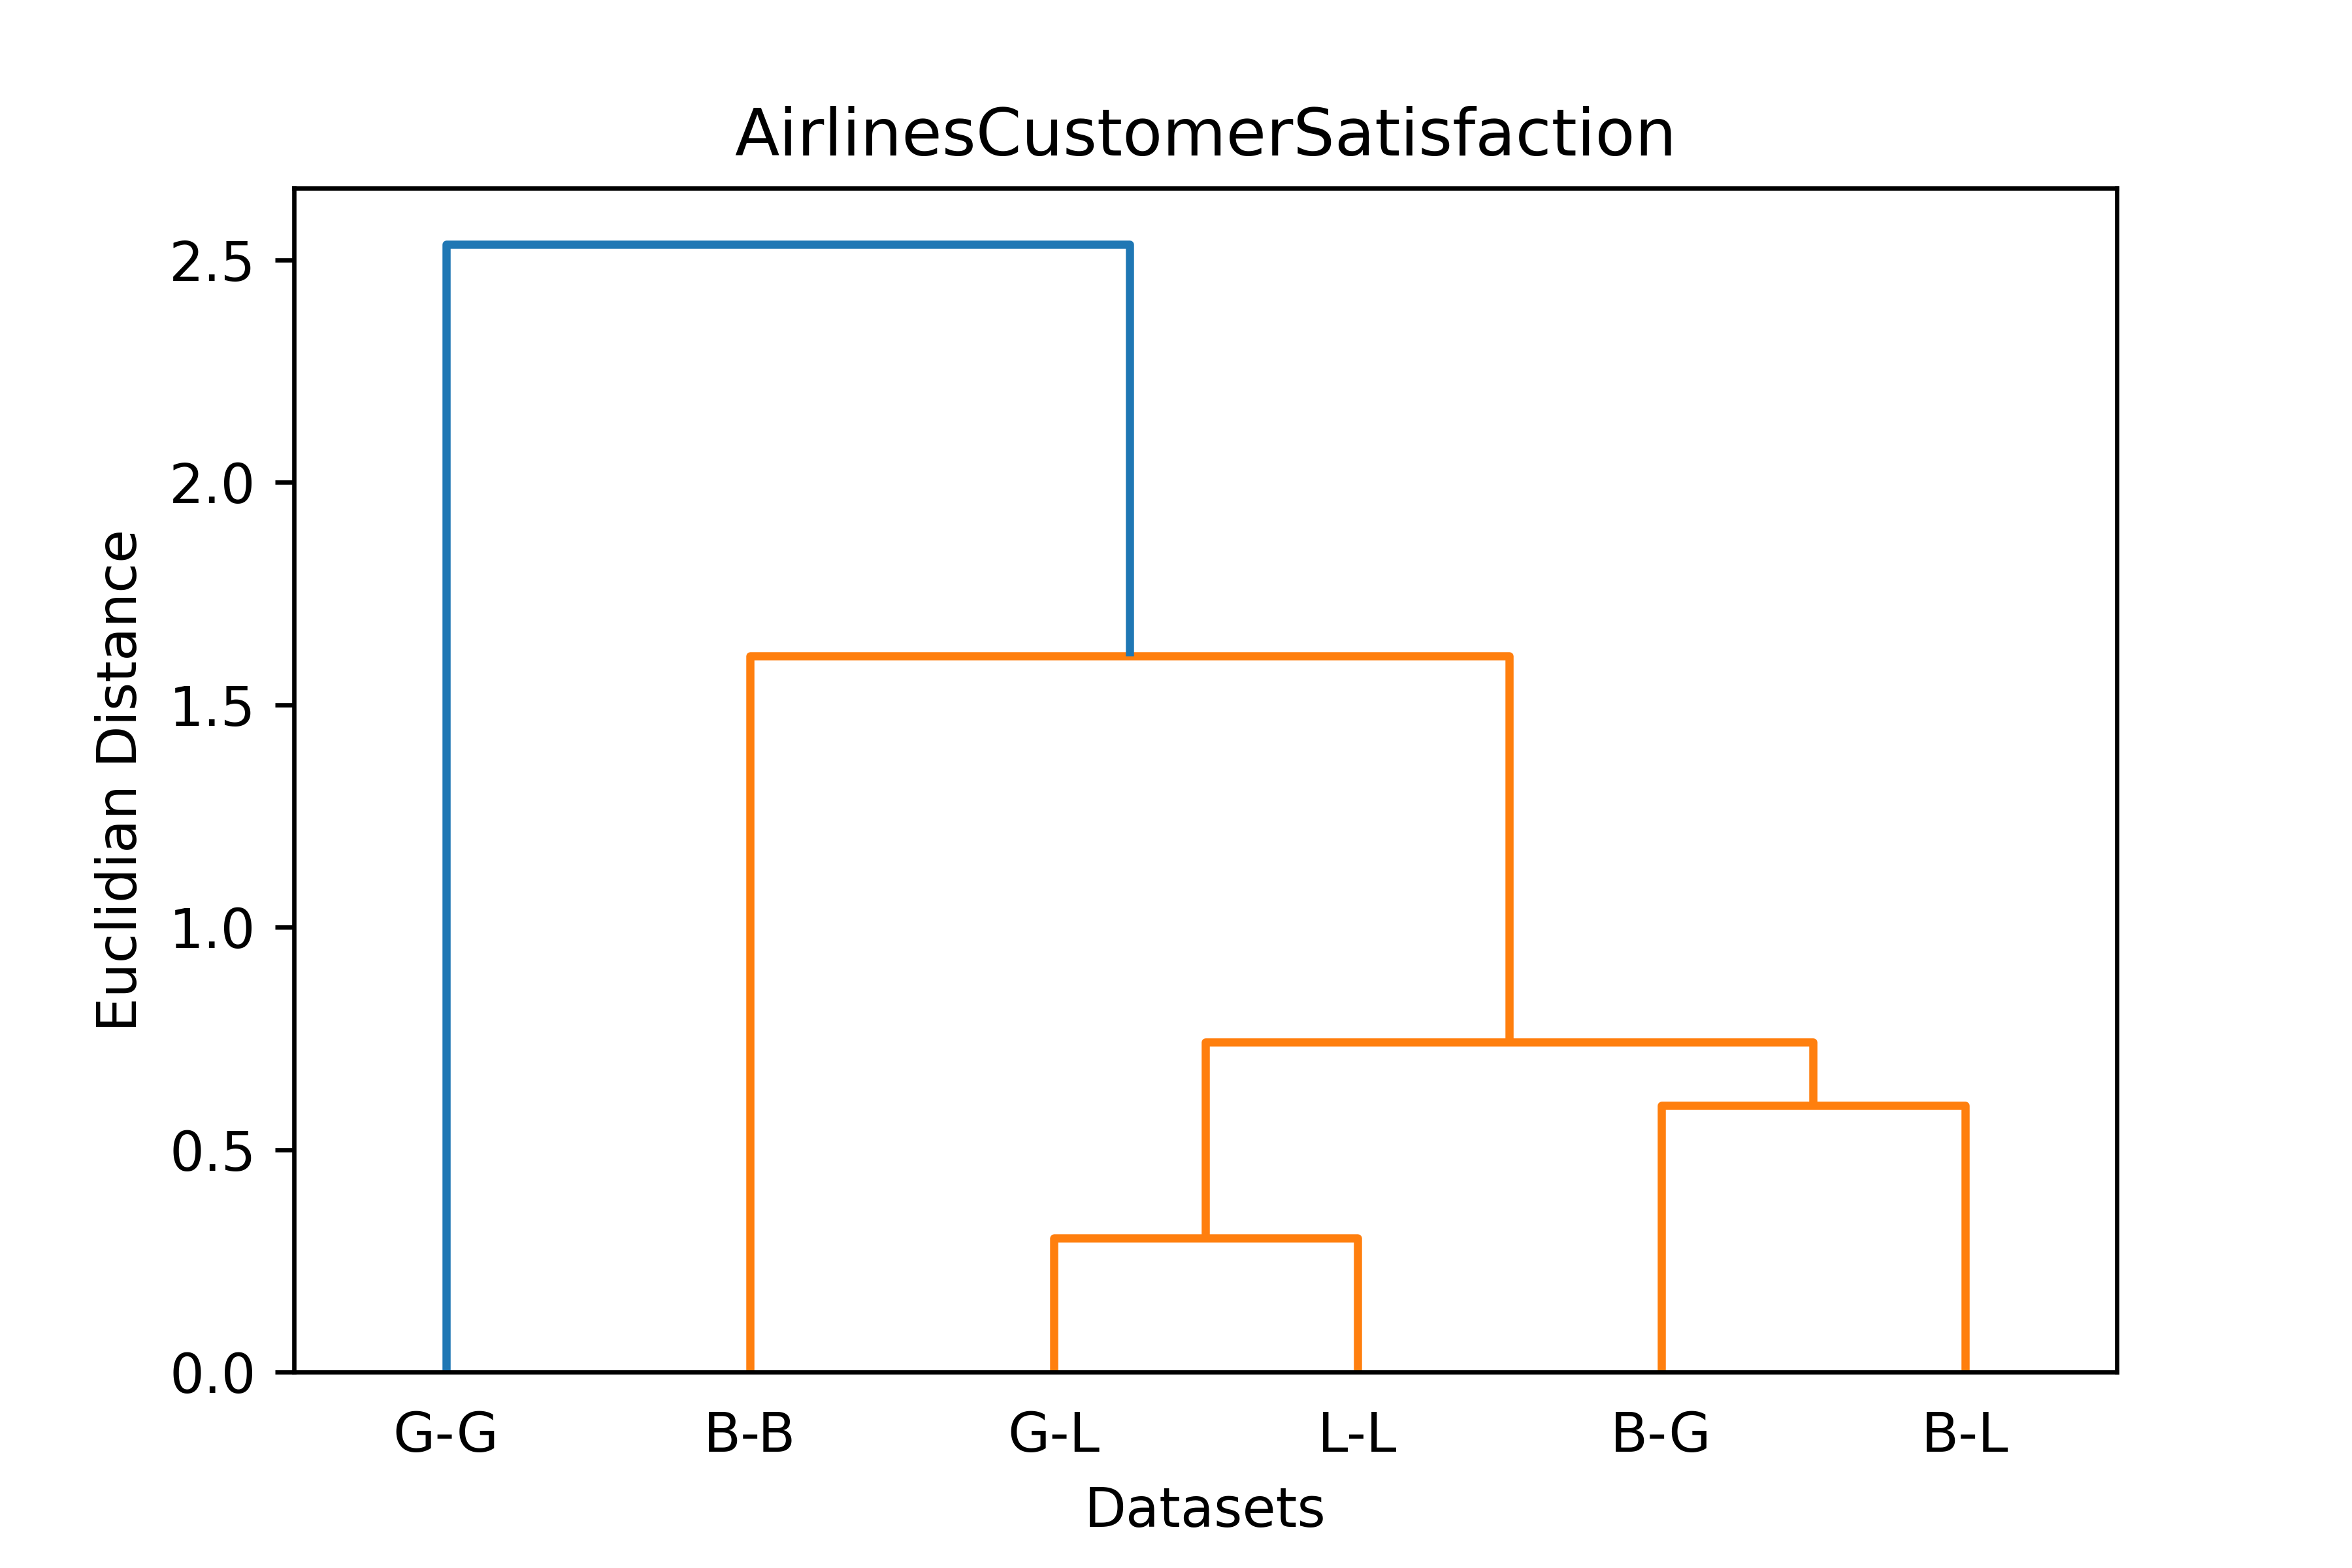 AirlinesCustomerSatisfaction
Euclidian Distance
2.5
2.0
1.5
1.0
0.5
0.0
G-G B-B G-L L-L B-G B-L
Datasets